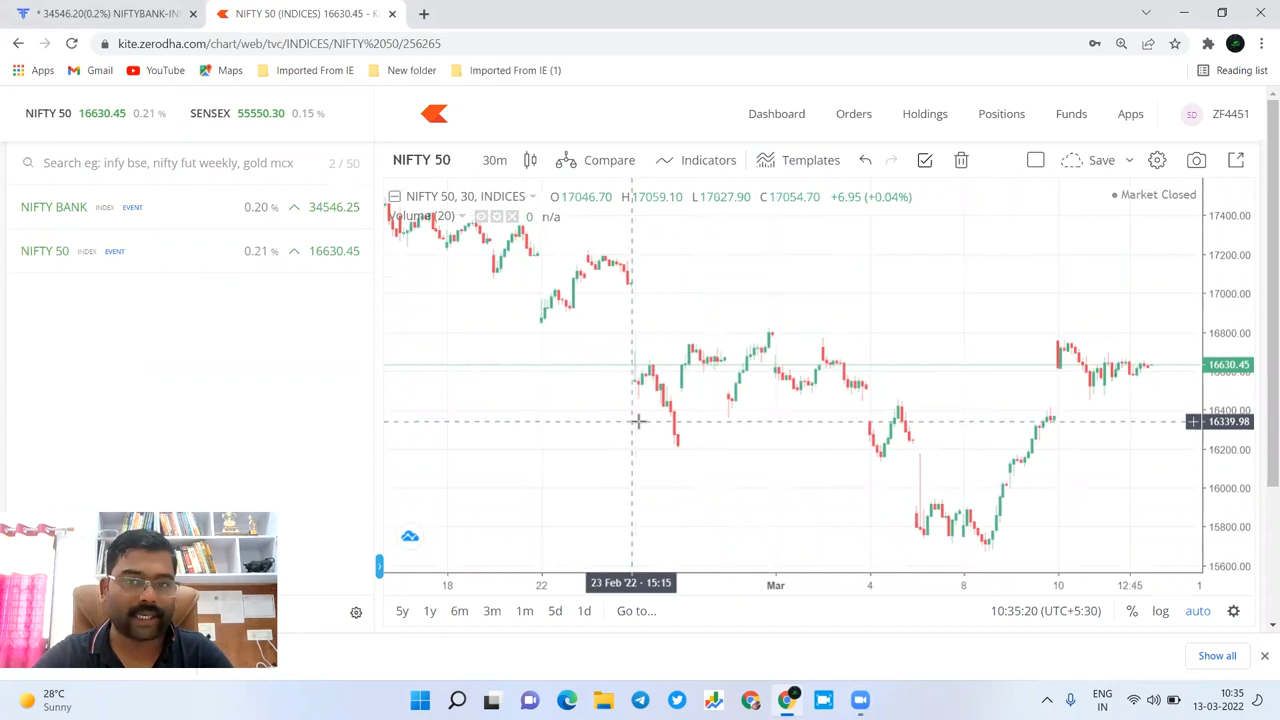 * 34546.20(0.2%) NIFTYBANK-IN
NIFTY 50 (INDICES) 16630.45 - K
kite.zerodha.com/chart/web/tvc/INDICES/NIFTY%2050/256265
Apps Gmail YouTube Maps Imported From IE New folder Imported From IE (1) Reading list
NIFTY 50 16630.45 0.21 % SENSEX 55550.30 0.15 %
Dashboard Orders Holdings Positions Funds Apps SD ZF4451
Search eg: infy bse, nifty fut weekly, gold mcx 2 / 50
NIFTY BANK INDEX EVENT 0.20 % 34546.25
NIFTY 50 INDEX EVENT 0.21 % 16630.45
NIFTY 50 30m Compare Indicators Templates Save
NIFTY 50, 30, INDICES O17046.70 H17059.10 L17027.90 C17054.70 +6.95 (+0.04%)
Market Closed
Volume (20) 0 n/a
17400.00
17200.00
17000.00
16800.00
16630.45
16400.00
16339.98
16200.00
16000.00
15800.00
15600.00
18 22 23 Feb '22 · 15:15 Mar 4 8 10 12:45 1
5y 1y 6m 3m 1m 5d 1d Go to... 10:35:20 (UTC+5:30) % log auto
Show all
28°C
Sunny
ENG
IN
10:35
13-03-2022